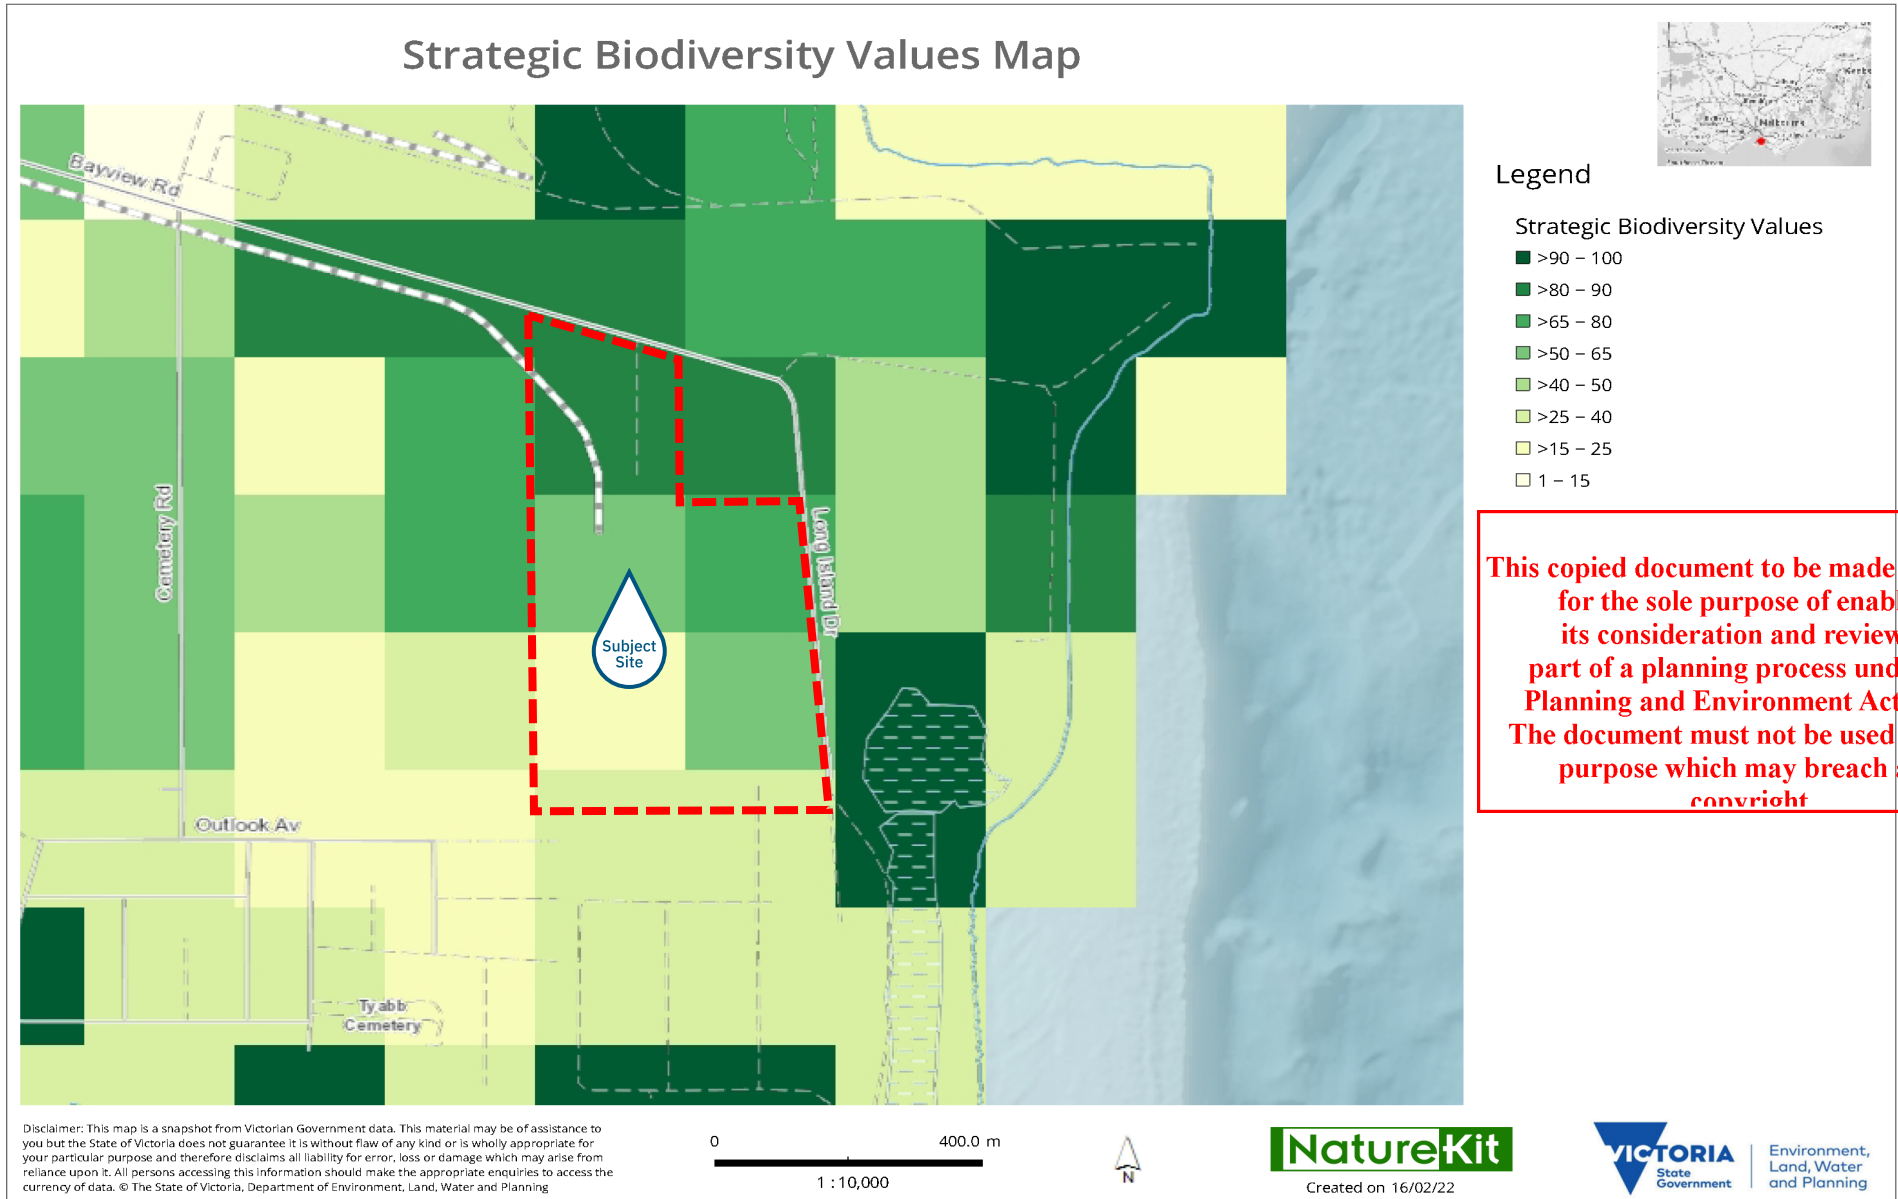 Strategic Biodiversity Values Map
Bayview Rd
Cemetery Rd
Long Island Dr
Subject
Site
Outlook Av
Tyabb
Cemetery
Melbourne
Legend
Strategic Biodiversity Values
>90 – 100
>80 – 90
>65 – 80
>50 – 65
>40 – 50
>25 – 40
>15 – 25
1 – 15
This copied document to be made
for the sole purpose of enab
its consideration and review
part of a planning process und
Planning and Environment Act
The document must not be used
purpose which may breach
copyright
Disclaimer: This map is a snapshot from Victorian Government data. This material may be of assistance to
you but the State of Victoria does not guarantee it is without flaw of any kind or is wholly appropriate for
your particular purpose and therefore disclaims all liability for error, loss or damage which may arise from
reliance upon it. All persons accessing this information should make the appropriate enquiries to access the
currency of data. © The State of Victoria, Department of Environment, Land, Water and Planning
0 400.0 m
1 : 10,000
N
NatureKit
Created on 16/02/22
VICTORIA
State
Government
Environment,
Land, Water
and Planning